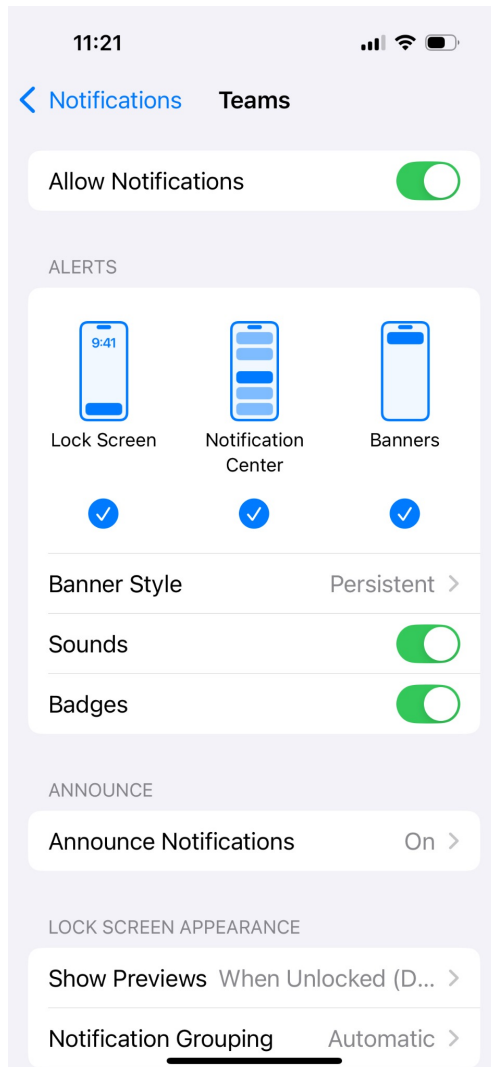 11:21
Notifications Teams
Allow Notifications
ALERTS
9:41
Lock Screen Notification Center Banners
Banner Style Persistent
Sounds
Badges
ANNOUNCE
Announce Notifications On
LOCK SCREEN APPEARANCE
Show Previews When Unlocked (D...
Notification Grouping Automatic